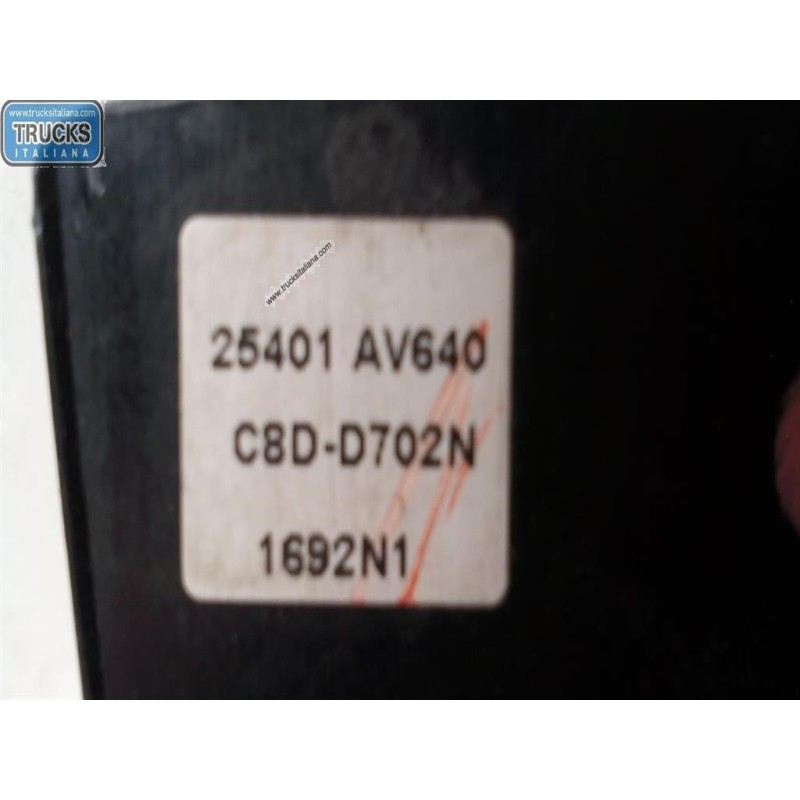 www.trucksitaliana.com
TRUCKS
ITALIANA
www.trucksitaliana.com
25401 AV640
C8D-D702N
1692N1